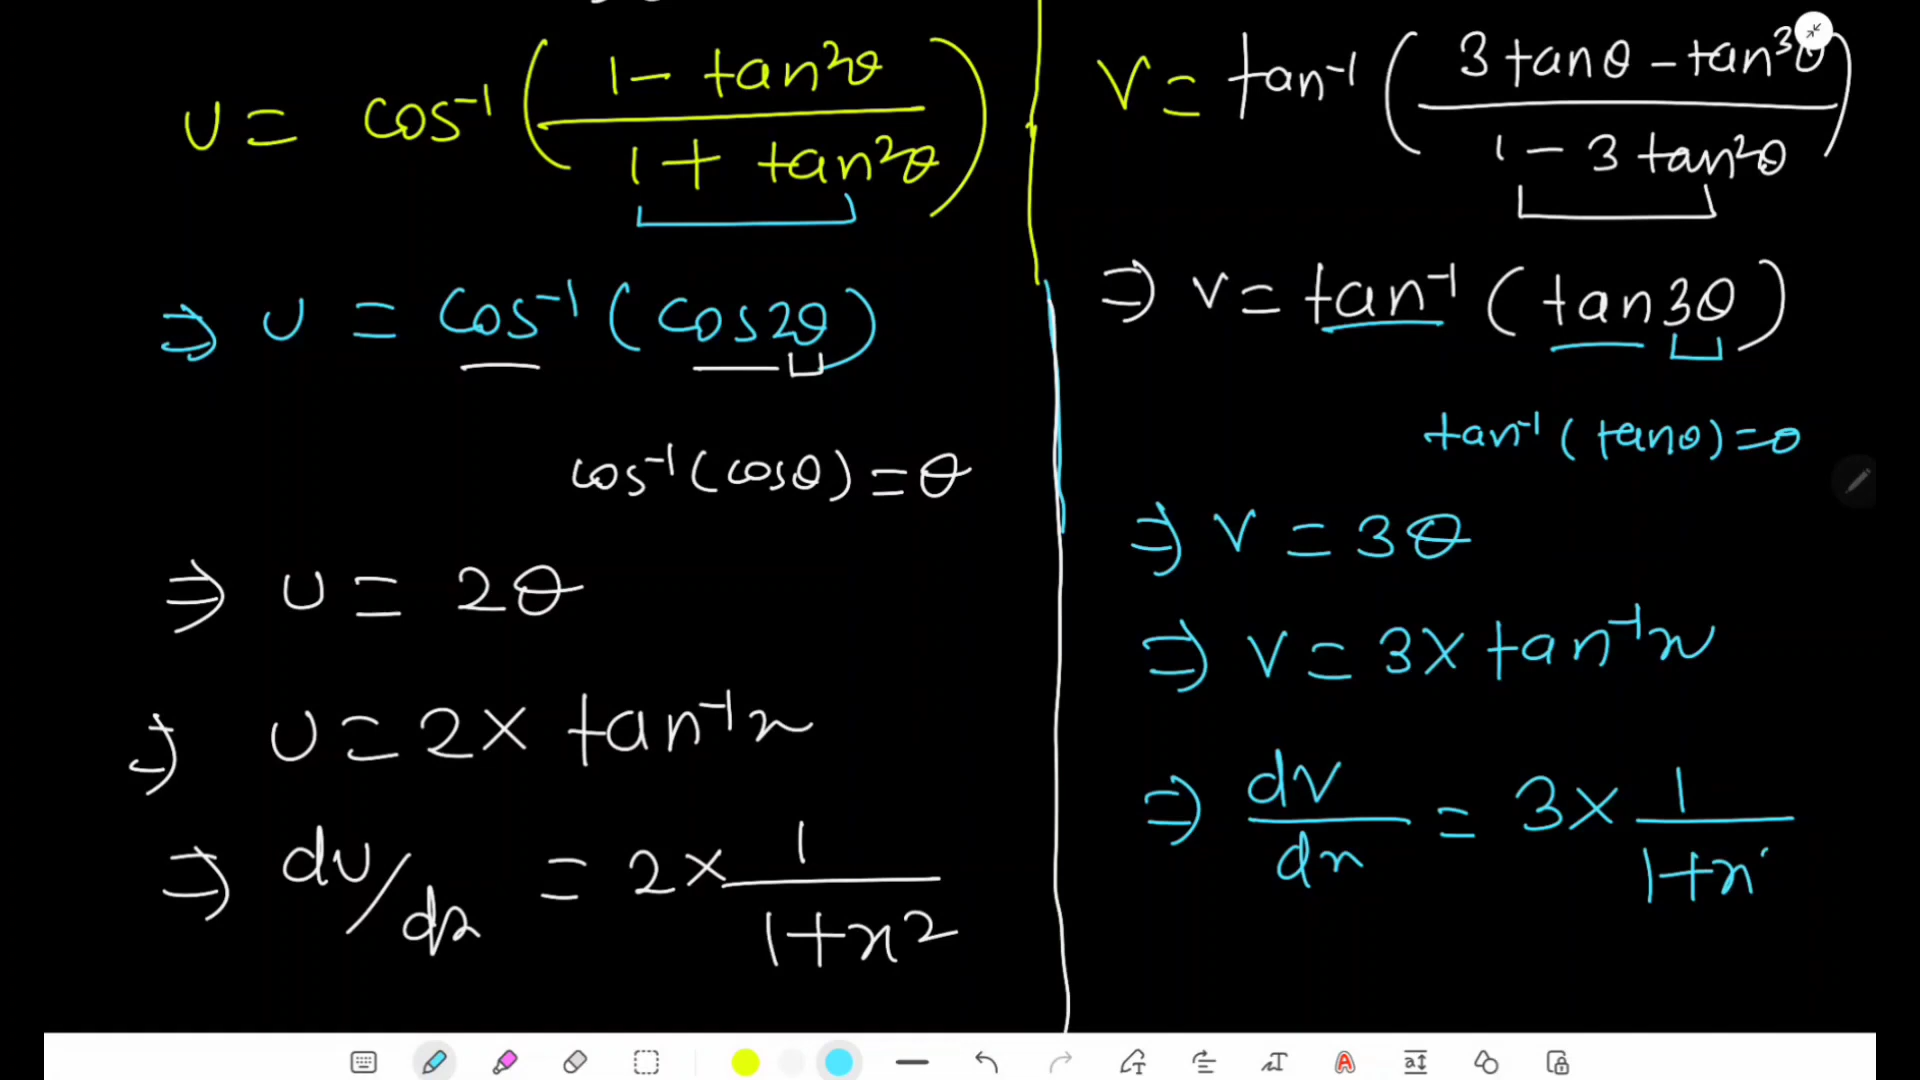 U = cos⁻¹ ( (1 - tan²θ) / (1 + tan²θ) )
⇒ U = cos⁻¹ ( cos2θ )
cos⁻¹ ( cosθ ) = θ
⇒ U = 2θ
⇒ U = 2 × tan⁻¹x
⇒ du/dx = 2 × 1 / (1+x²)
V = tan⁻¹ ( (3 tanθ - tan³θ) / (1 - 3 tan²θ) )
⇒ V = tan⁻¹ ( tan3θ )
tan⁻¹ ( tanθ ) = θ
⇒ V = 3θ
⇒ V = 3 × tan⁻¹x
⇒ dv/dx = 3 × 1 / (1+x